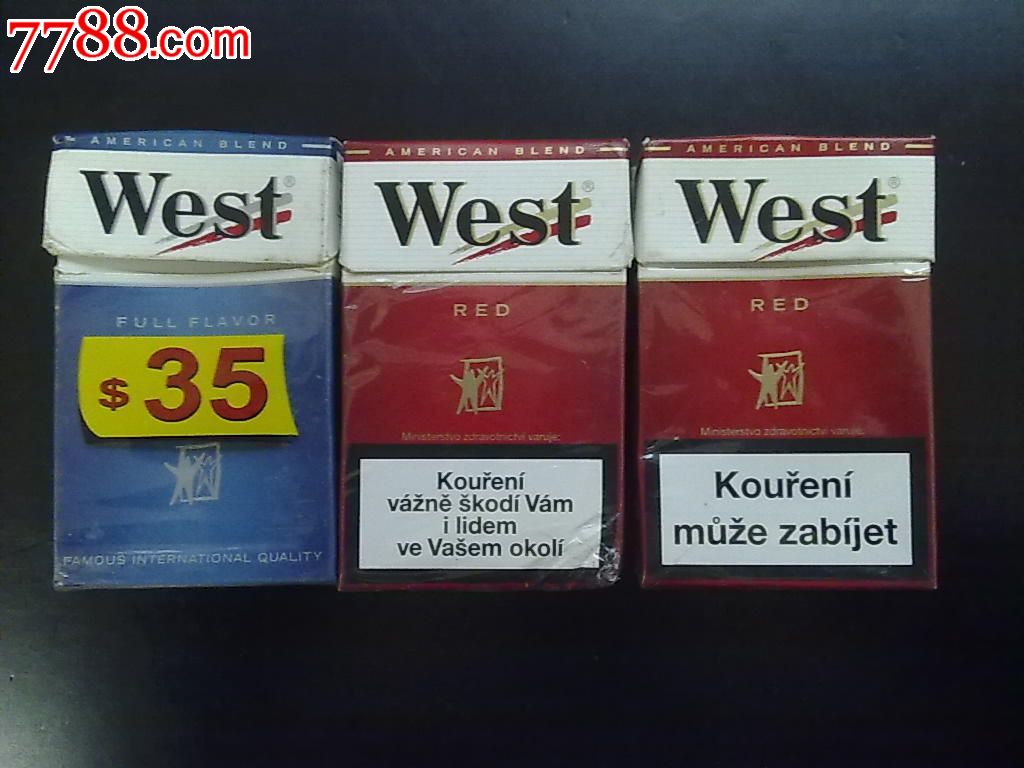 7788.com
AMERICAN BLEND
West®
FULL FLAVOR
$ 35
FAMOUS INTERNATIONAL QUALITY
AMERICAN BLEND
West®
RED
Ministerstvo zdravotnictví varuje:
Kouření
vážně škodí Vám
i lidem
ve Vašem okolí
AMERICAN BLEND
West®
RED
Ministerstvo zdravotnictví varuje:
Kouření
může zabíjet